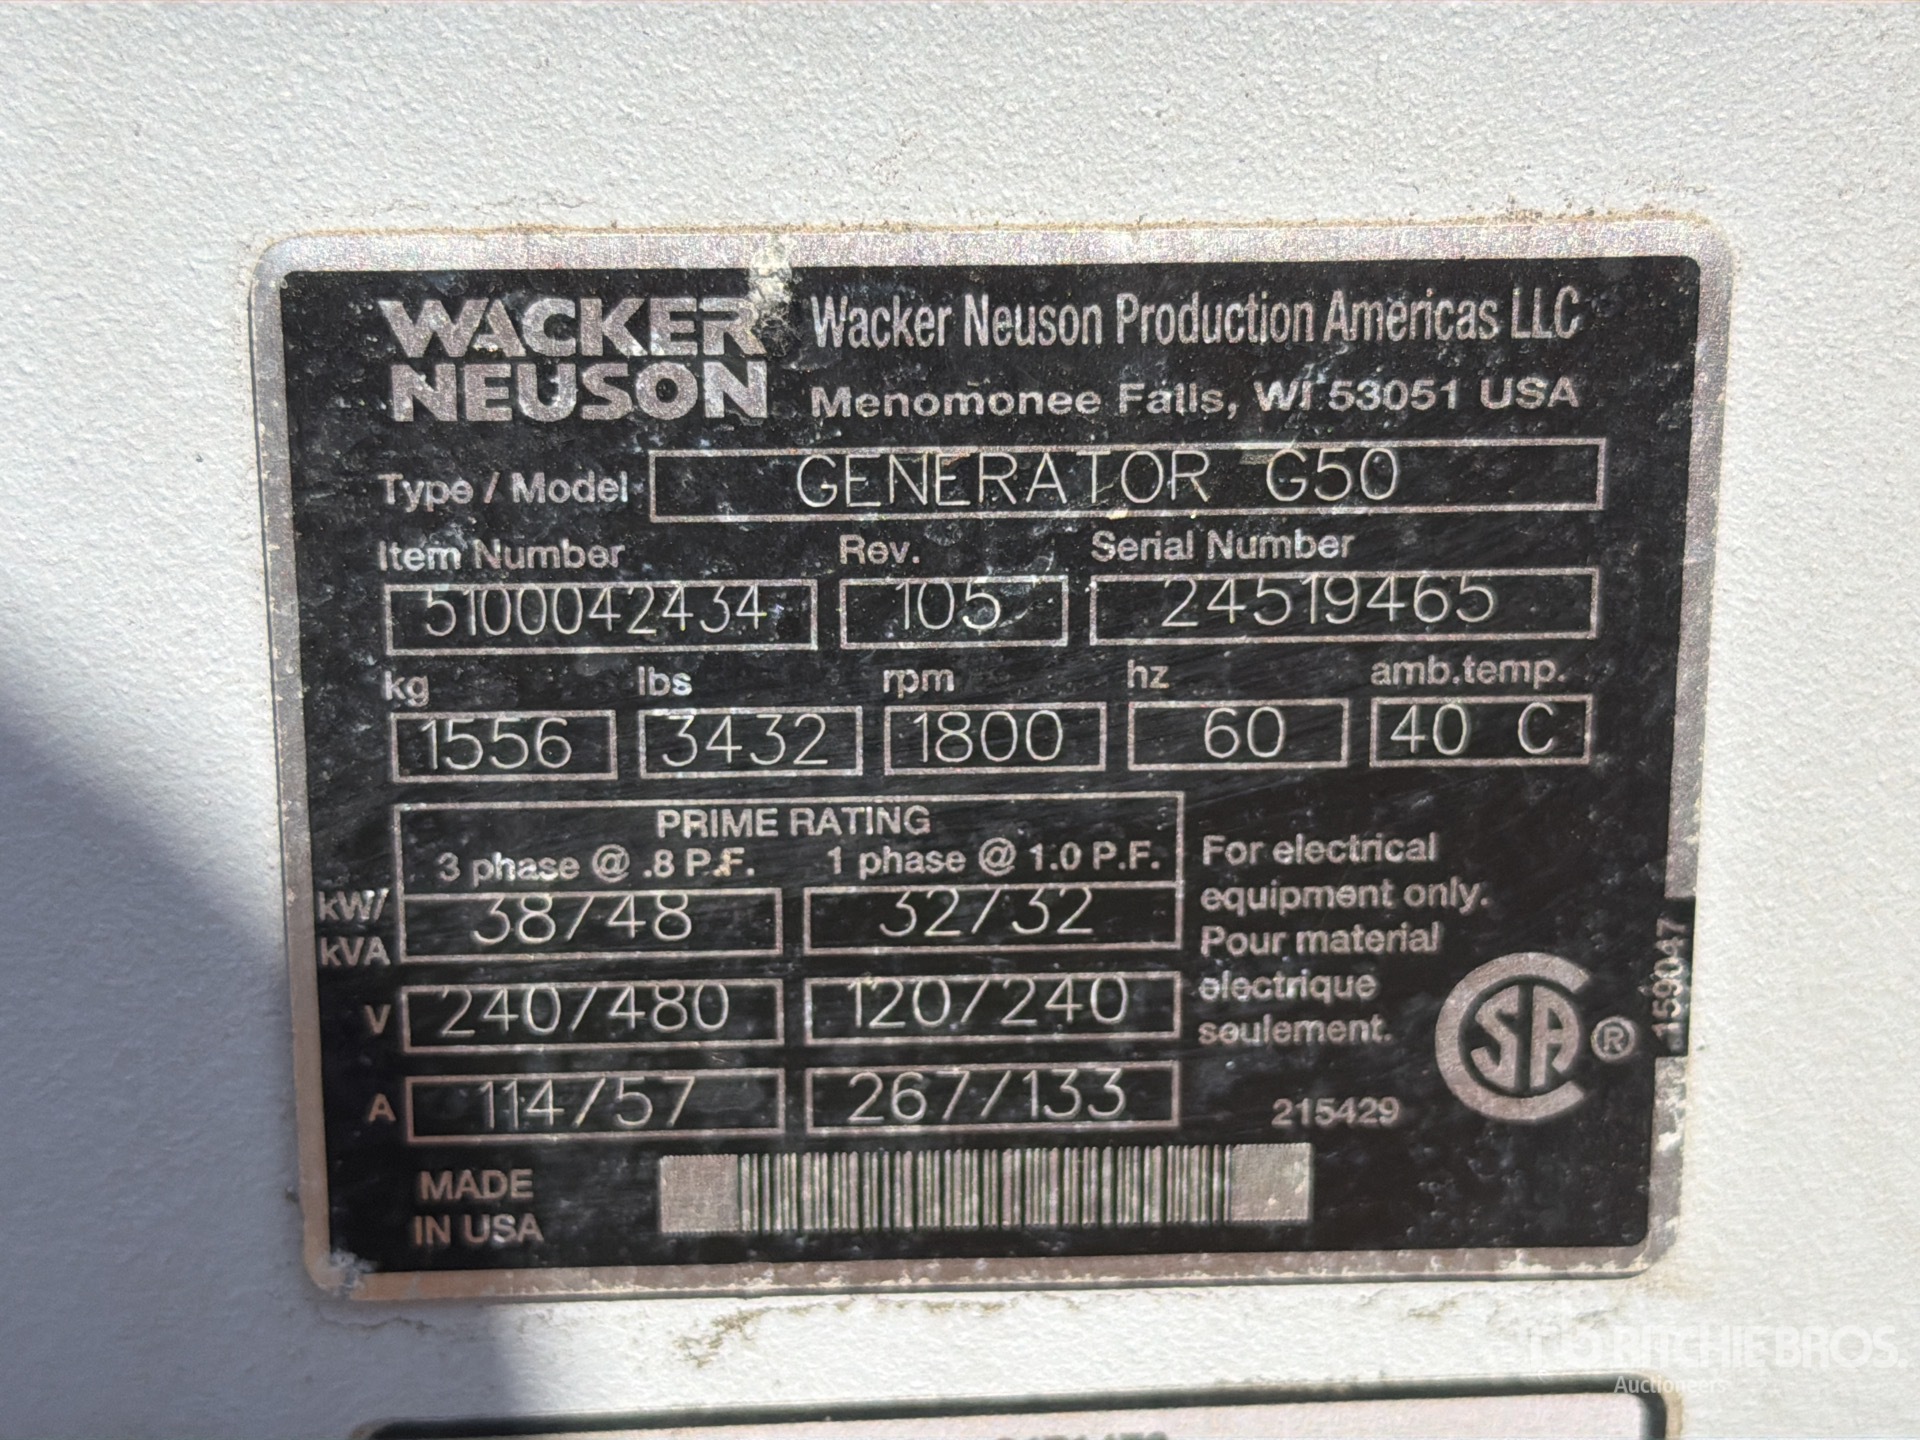 WACKER
NEUSON
Wacker Neuson Production Americas LLC
Menomonee Falls, WI 53051 USA
Type / Model GENERATOR G50
Item Number Rev. Serial Number
5100042434 105 24519465
kg lbs rpm hz amb.temp.
1556 3432 1800 60 40 C
PRIME RATING
3 phase @ .8 P.F. 1 phase @ 1.0 P.F.
kW/
kVA 38/48 32/32
V 240/480 120/240
A 114/57 267/133
For electrical
equipment only.
Pour material
electrique
seulement.
215429
SA ®
159047
MADE
IN USA
RITCHIE BROS.
Auctioneers